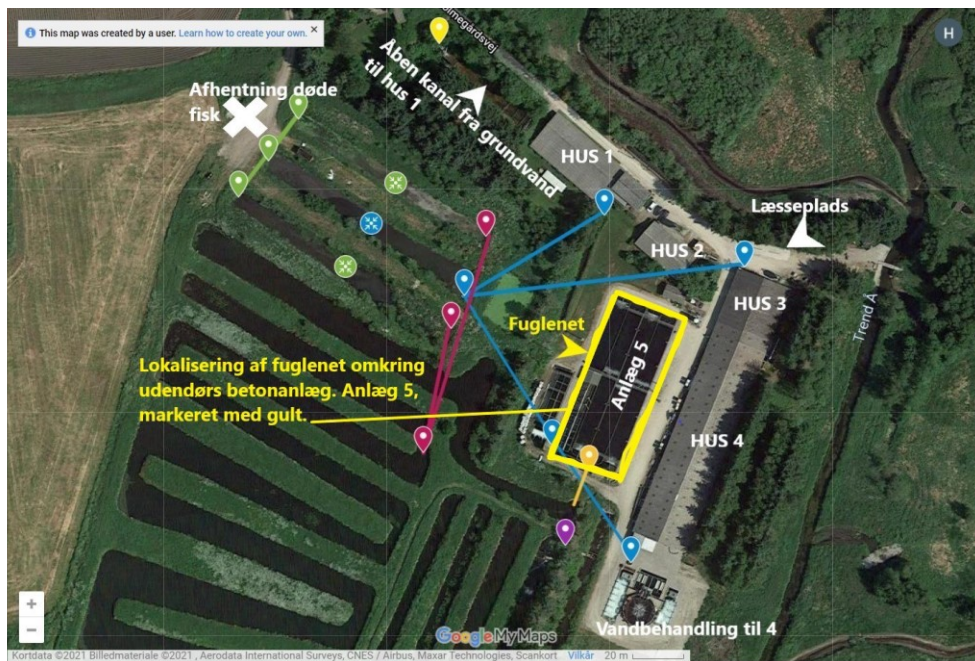 This map was created by a user. Learn how to create your own.
H
Afhentning døde
fisk
Åben kanal fra grundvand
til hus 1
HUS 1
Læsseplads
HUS 2
HUS 3
Trend Å
Fuglenet
Anlæg 5
Lokalisering af fuglenet omkring
udendørs betonanlæg. Anlæg 5,
markeret med gult.
HUS 4
Google My Maps
Vandbehandling til 4
Kortdata ©2021 Billedmateriale ©2021 , Aerodata International Surveys, CNES / Airbus, Maxar Technologies, Scankort Vilkår 20 m